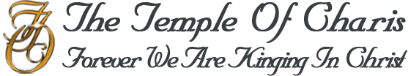 The Temple Of Charis
Forever We Are Kinging In Christ